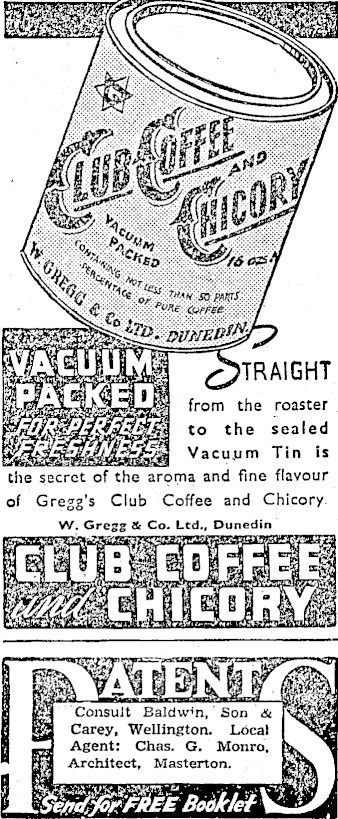 G
CLUB COFFEE
AND
CHICORY
VACUUM
PACKED
16 ozs N
CONTAINING NOT LESS THAN 50 PARTS
PERCENTAGE OF PURE COFFEE
W. GREGG & Co LTD. DUNEDIN.
VACUUM
PACKED
FOR PERFECT
FRESHNESS
STRAIGHT
from the roaster
to the sealed
Vacuum Tin is
the secret of the aroma and fine flavour
of Gregg's Club Coffee and Chicory.
W. Gregg & Co. Ltd., Dunedin
CLUB COFFEE
and CHICORY
PATENTS
Consult Baldwin, Son &
Carey, Wellington. Local
Agent: Chas. G. Monro,
Architect, Masterton.
Send for FREE Booklet